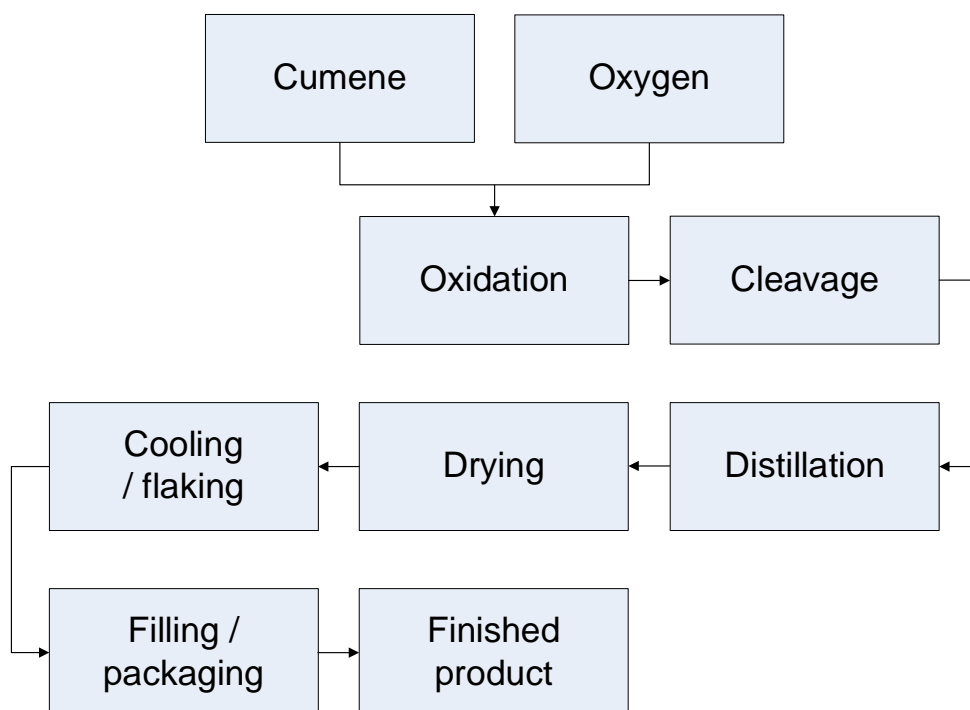 Cumene
Oxygen
Oxidation
Cleavage
Cooling
/ flaking
Drying
Distillation
Filling /
packaging
Finished
product